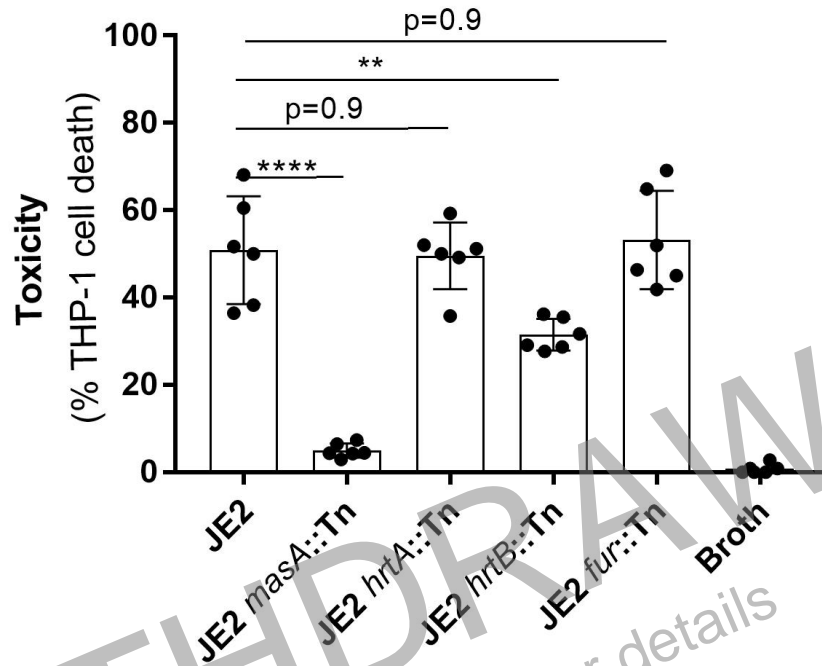 p=0.9
**
p=0.9
****
Toxicity
(% THP-1 cell death)
100
80
60
40
20
0
JE2
JE2 masA::Tn
JE2 hrtA::Tn
JE2 hrtB::Tn
JE2 fur::Tn
Broth
THDRAW
details